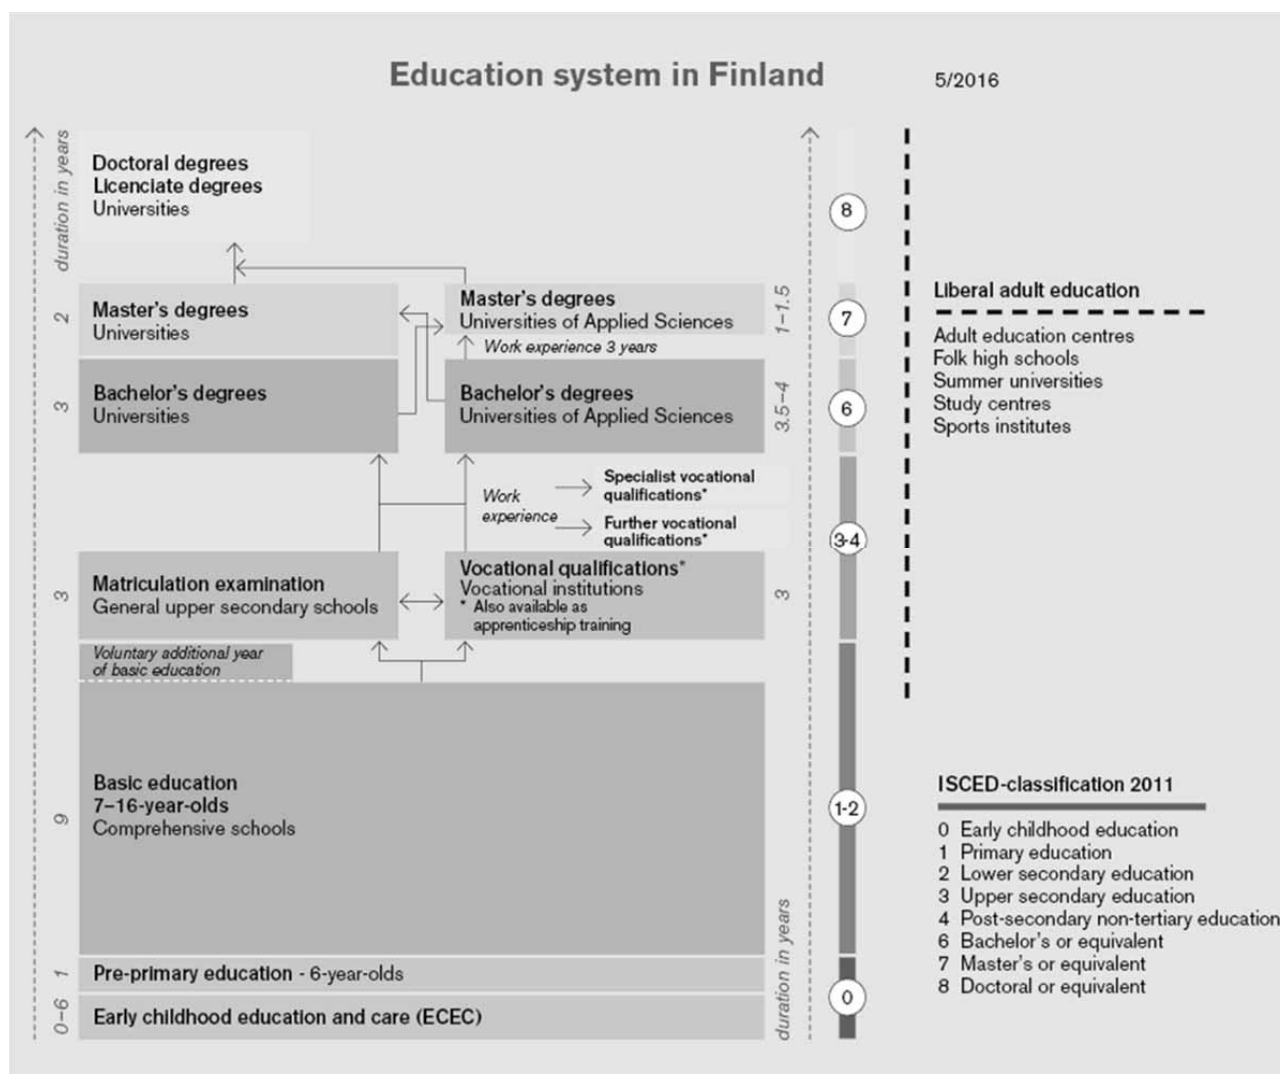 Education system in Finland
5/2016
duration in years
Doctoral degrees
Licenciate degrees
Universities
8
2
Master's degrees
Universities
Master's degrees
Universities of Applied Sciences
1–1.5
7
Work experience 3 years
3
Bachelor's degrees
Universities
Bachelor's degrees
Universities of Applied Sciences
3.5–4
6
Work
experience
Specialist vocational
qualifications*
Further vocational
qualifications*
3-4
3
Matriculation examination
General upper secondary schools
Vocational qualifications*
Vocational institutions
* Also available as
apprenticeship training
3
Voluntary additional year
of basic education
9
Basic education
7–16-year-olds
Comprehensive schools
1-2
duration in years
1
Pre-primary education - 6-year-olds
0–6
Early childhood education and care (ECEC)
0
Liberal adult education
Adult education centres
Folk high schools
Summer universities
Study centres
Sports institutes
ISCED-classification 2011
0 Early childhood education
1 Primary education
2 Lower secondary education
3 Upper secondary education
4 Post-secondary non-tertiary education
6 Bachelor's or equivalent
7 Master's or equivalent
8 Doctoral or equivalent